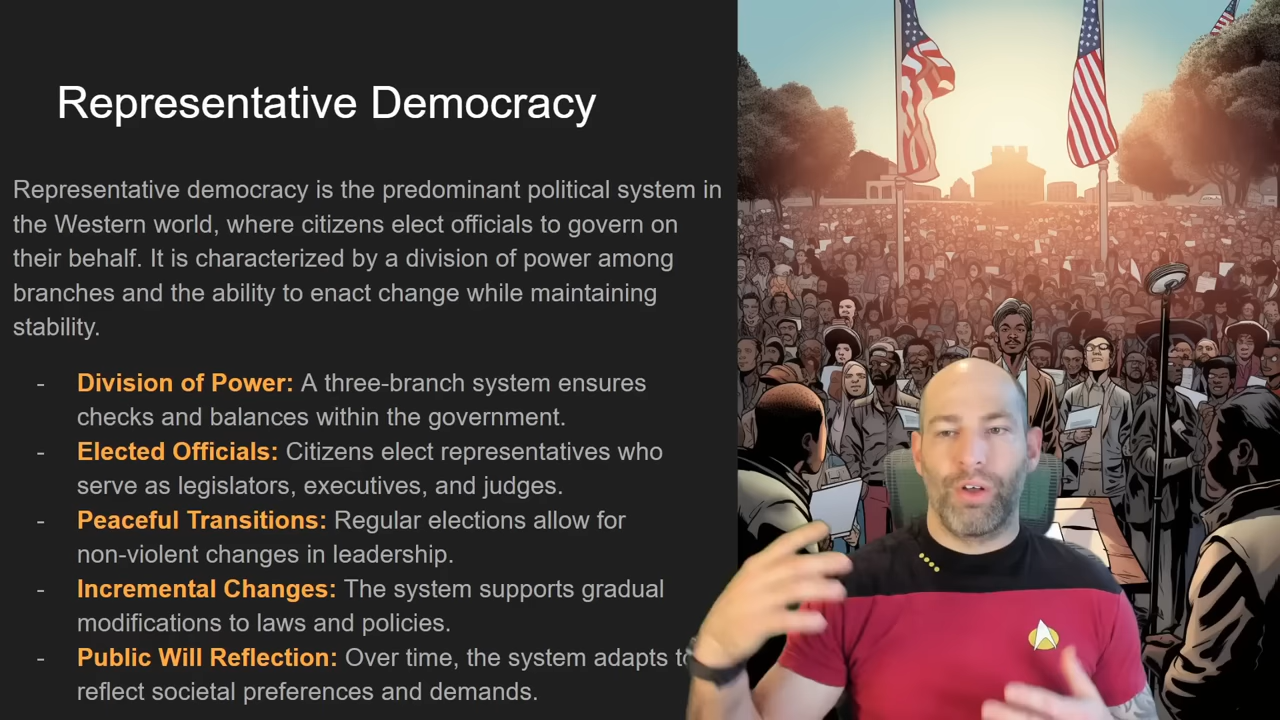 Representative Democracy
Representative democracy is the predominant political system in
the Western world, where citizens elect officials to govern on
their behalf. It is characterized by a division of power among
branches and the ability to enact change while maintaining
stability.
- Division of Power: A three-branch system ensures
checks and balances within the government.
- Elected Officials: Citizens elect representatives who
serve as legislators, executives, and judges.
- Peaceful Transitions: Regular elections allow for
non-violent changes in leadership.
- Incremental Changes: The system supports gradual
modifications to laws and policies.
- Public Will Reflection: Over time, the system adapts to
reflect societal preferences and demands.